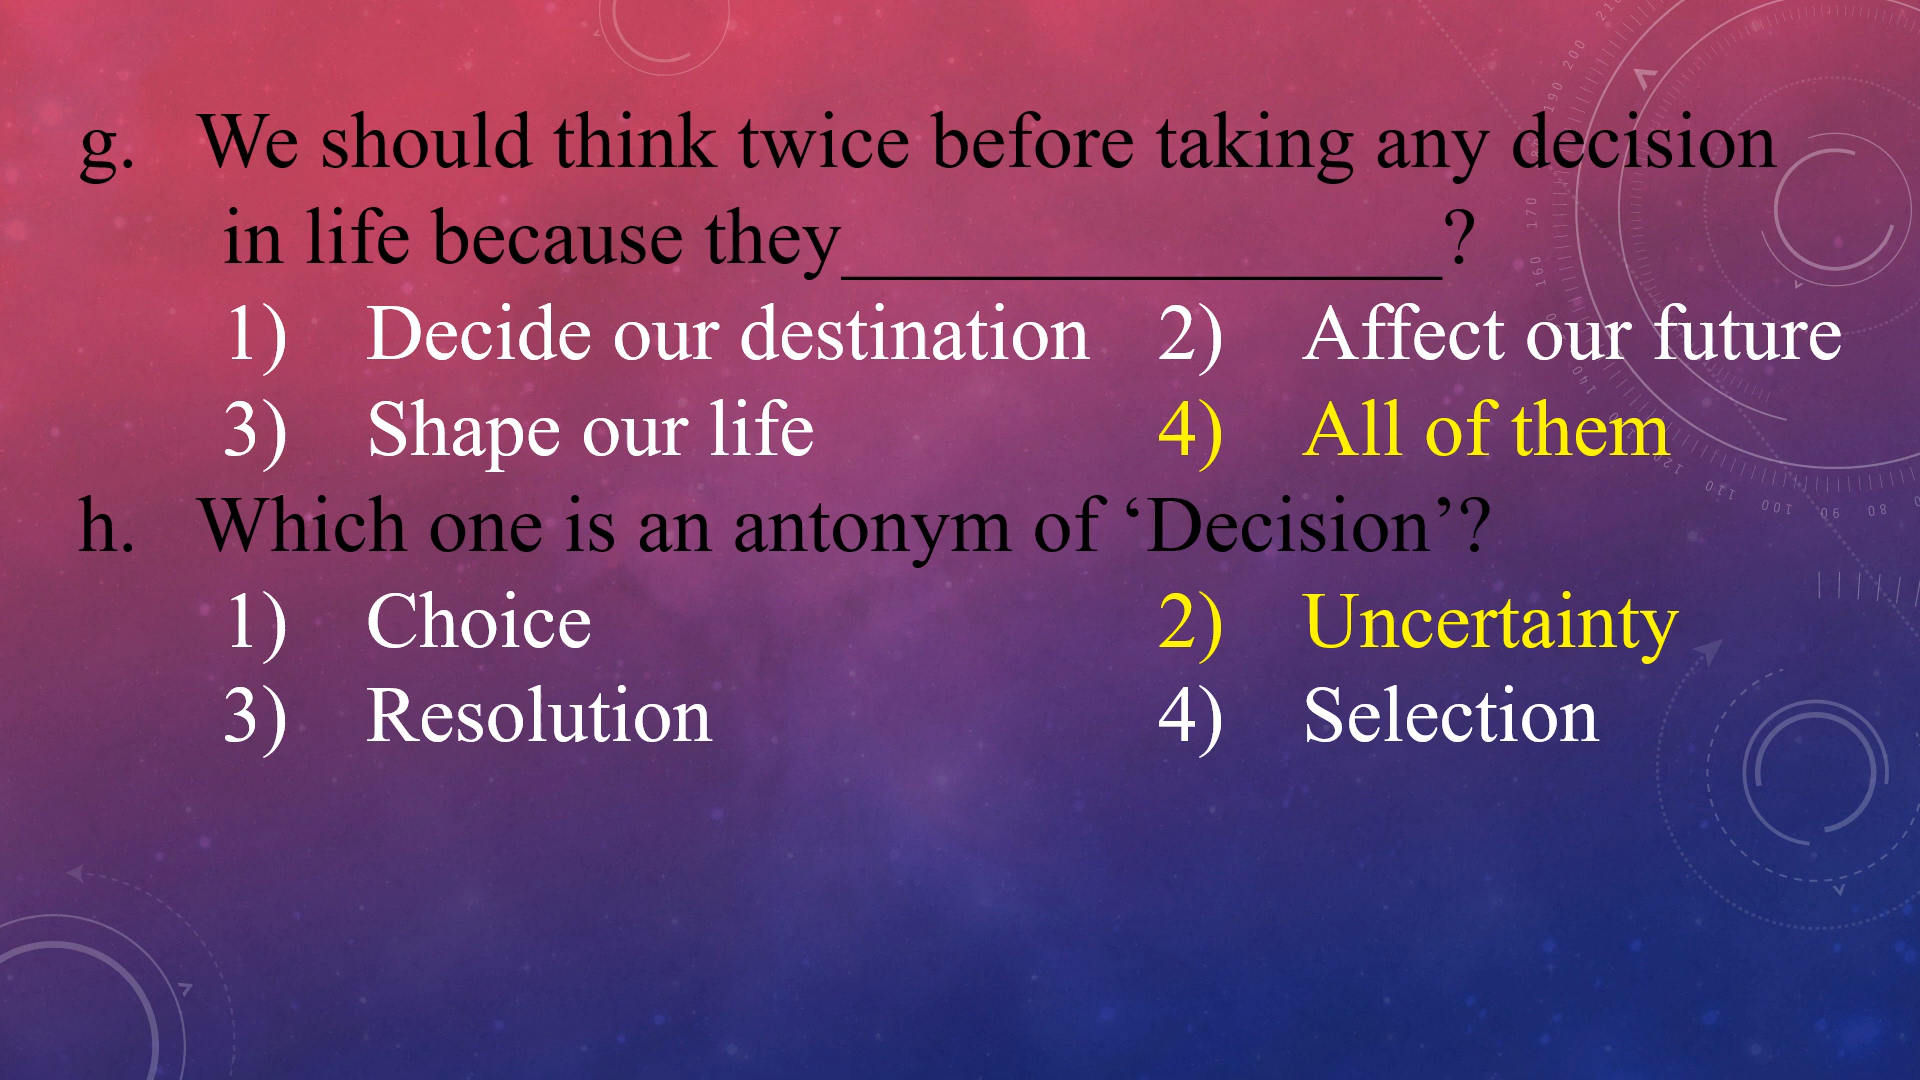 g. We should think twice before taking any decision
in life because they_________________?
1) Decide our destination 2) Affect our future
3) Shape our life 4) All of them
h. Which one is an antonym of ‘Decision’?
1) Choice 2) Uncertainty
3) Resolution 4) Selection